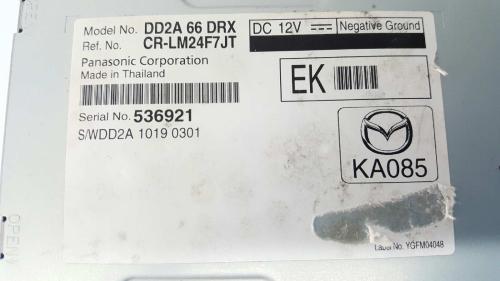 Model No. DD2A 66 DRX
Ref. No. CR-LM24F7JT
Panasonic Corporation
Made in Thailand
Serial No. 536921
S/WDD2A 1019 0301
DC 12V Negative Ground
EK
KA085
Label No. YGFM04048
OPEN